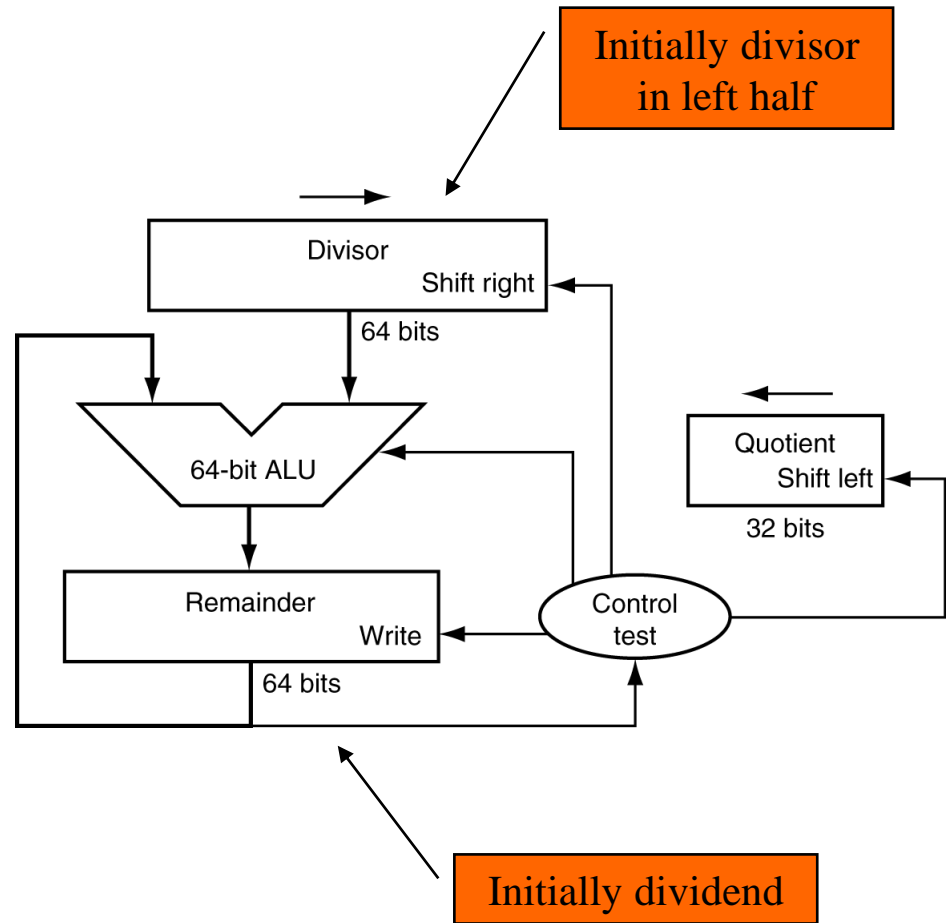 Initially divisor
in left half
Divisor
Shift right
64 bits
64-bit ALU
Quotient
Shift left
32 bits
Remainder
Write
Control
test
64 bits
Initially dividend